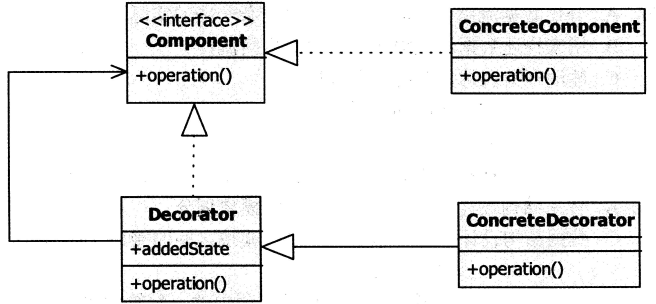 <<interface>>
Component
+operation()
ConcreteComponent
+operation()
Decorator
+addedState
+operation()
ConcreteDecorator
+operation()